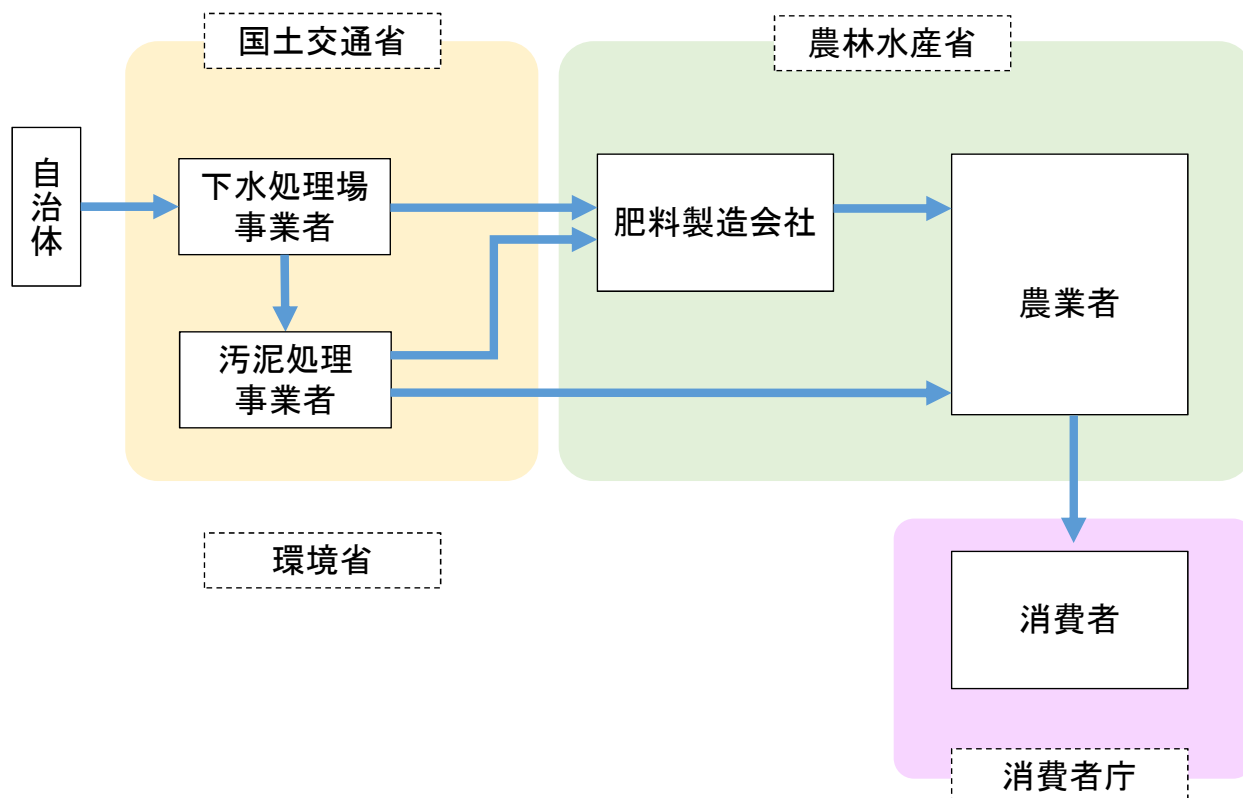 国土交通省
農林水産省
自治体
下水処理場
事業者
肥料製造会社
農業者
汚泥処理
事業者
環境省
消費者
消費者庁